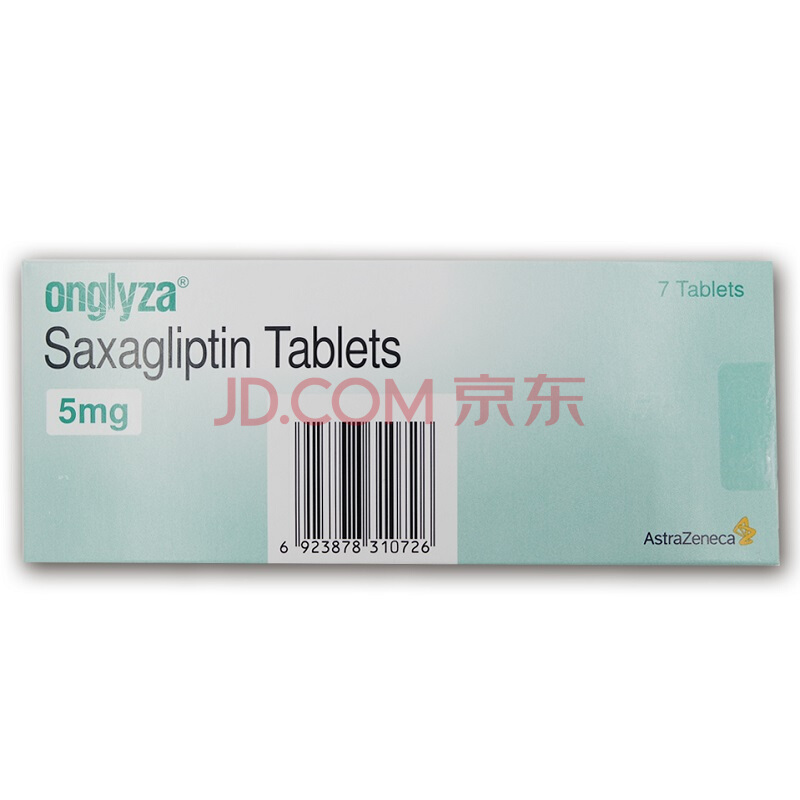 onglyza®
7 Tablets
Saxagliptin Tablets
5mg
JD.COM 京东
6 923878 310726
AstraZeneca